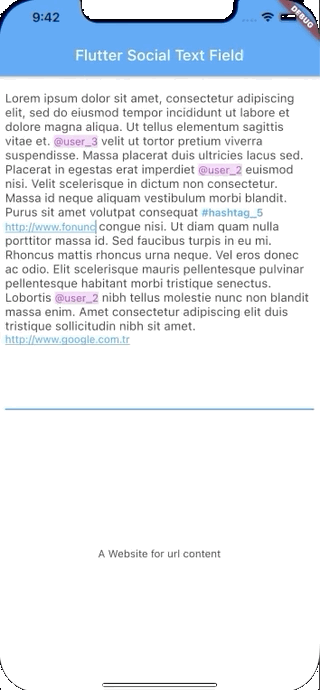 9:42
DEBUG
Flutter Social Text Field
Lorem ipsum dolor sit amet, consectetur adipiscing
elit, sed do eiusmod tempor incididunt ut labore et
dolore magna aliqua. Ut tellus elementum sagittis
vitae et. @user_3 velit ut tortor pretium viverra
suspendisse. Massa placerat duis ultricies lacus sed.
Placerat in egestas erat imperdiet @user_2 euismod
nisi. Velit scelerisque in dictum non consectetur.
Massa id neque aliquam vestibulum morbi blandit.
Purus sit amet volutpat consequat #hashtag_5
http://www.fonunc congue nisi. Ut diam quam nulla
porttitor massa id. Sed faucibus turpis in eu mi.
Rhoncus mattis rhoncus urna neque. Vel eros donec
ac odio. Elit scelerisque mauris pellentesque pulvinar
pellentesque habitant morbi tristique senectus.
Lobortis @user_2 nibh tellus molestie nunc non blandit
massa enim. Amet consectetur adipiscing elit duis
tristique sollicitudin nibh sit amet.
http://www.google.com.tr
A Website for url content